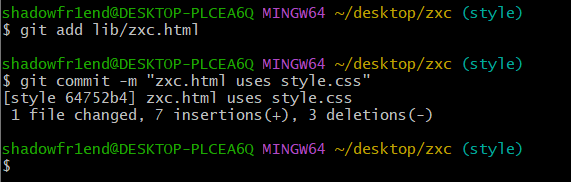 shadowfr1end@DESKTOP-PLCEA6Q MINGW64 ~/desktop/zxc (style)
$ git add lib/zxc.html
shadowfr1end@DESKTOP-PLCEA6Q MINGW64 ~/desktop/zxc (style)
$ git commit -m "zxc.html uses style.css"
[style 64752b4] zxc.html uses style.css
 1 file changed, 7 insertions(+), 3 deletions(-)
shadowfr1end@DESKTOP-PLCEA6Q MINGW64 ~/desktop/zxc (style)
$